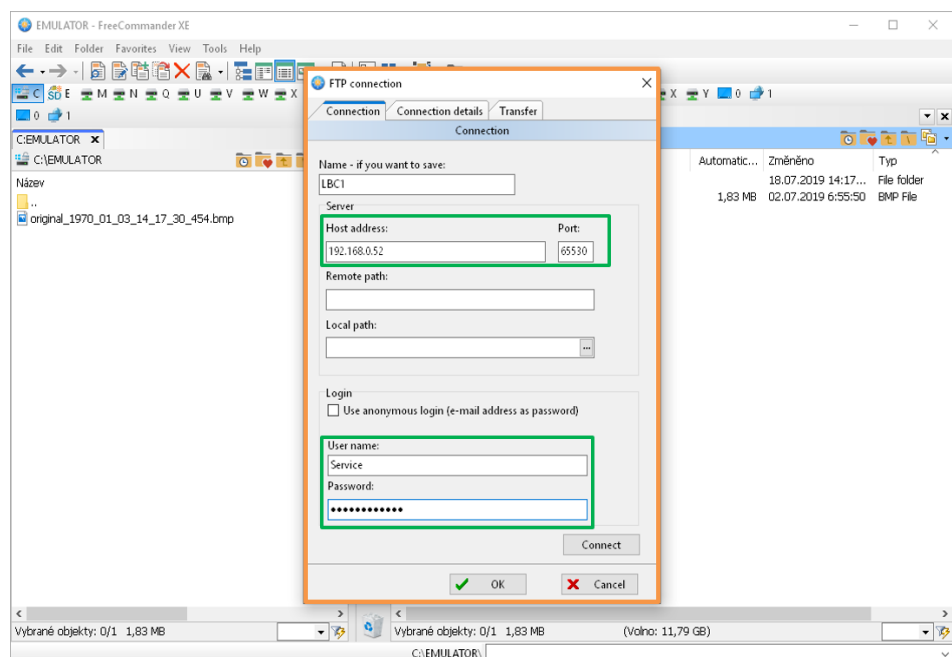 EMULATOR - FreeCommander XE
File Edit Folder Favorites View Tools Help
C E M N Q U V W X
X Y 0 1
0 1
C:EMULATOR
C:\EMULATOR
Název
..
original_1970_01_03_14_17_30_454.bmp
FTP connection
Connection Connection details Transfer
Connection
Name - if you want to save:
LBC1
Server
Host address: Port:
192.168.0.52 65530
Remote path:
Local path:
...
Login
Use anonymous login (e-mail address as password)
User name:
Service
Password:
••••••••••••
Connect
OK Cancel
Automatic... Změněno Typ
18.07.2019 14:17... File folder
1,83 MB 02.07.2019 6:55:50 BMP File
Vybrané objekty: 0/1 1,83 MB
Vybrané objekty: 0/1 1,83 MB (Volno: 11,79 GB)
C:\EMULATOR\